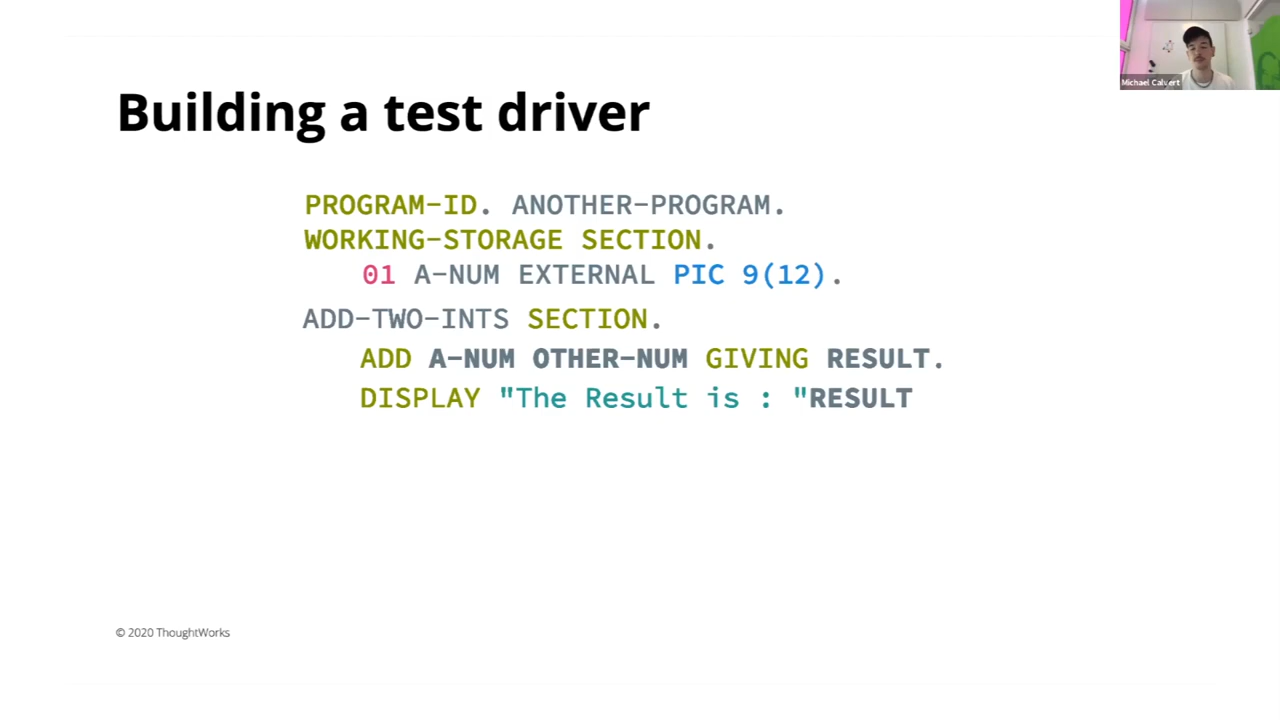 Michael Calvert
Building a test driver
PROGRAM-ID. ANOTHER-PROGRAM.
WORKING-STORAGE SECTION.
01 A-NUM EXTERNAL PIC 9(12).
ADD-TWO-INTS SECTION.
ADD A-NUM OTHER-NUM GIVING RESULT.
DISPLAY "The Result is : "RESULT
© 2020 ThoughtWorks